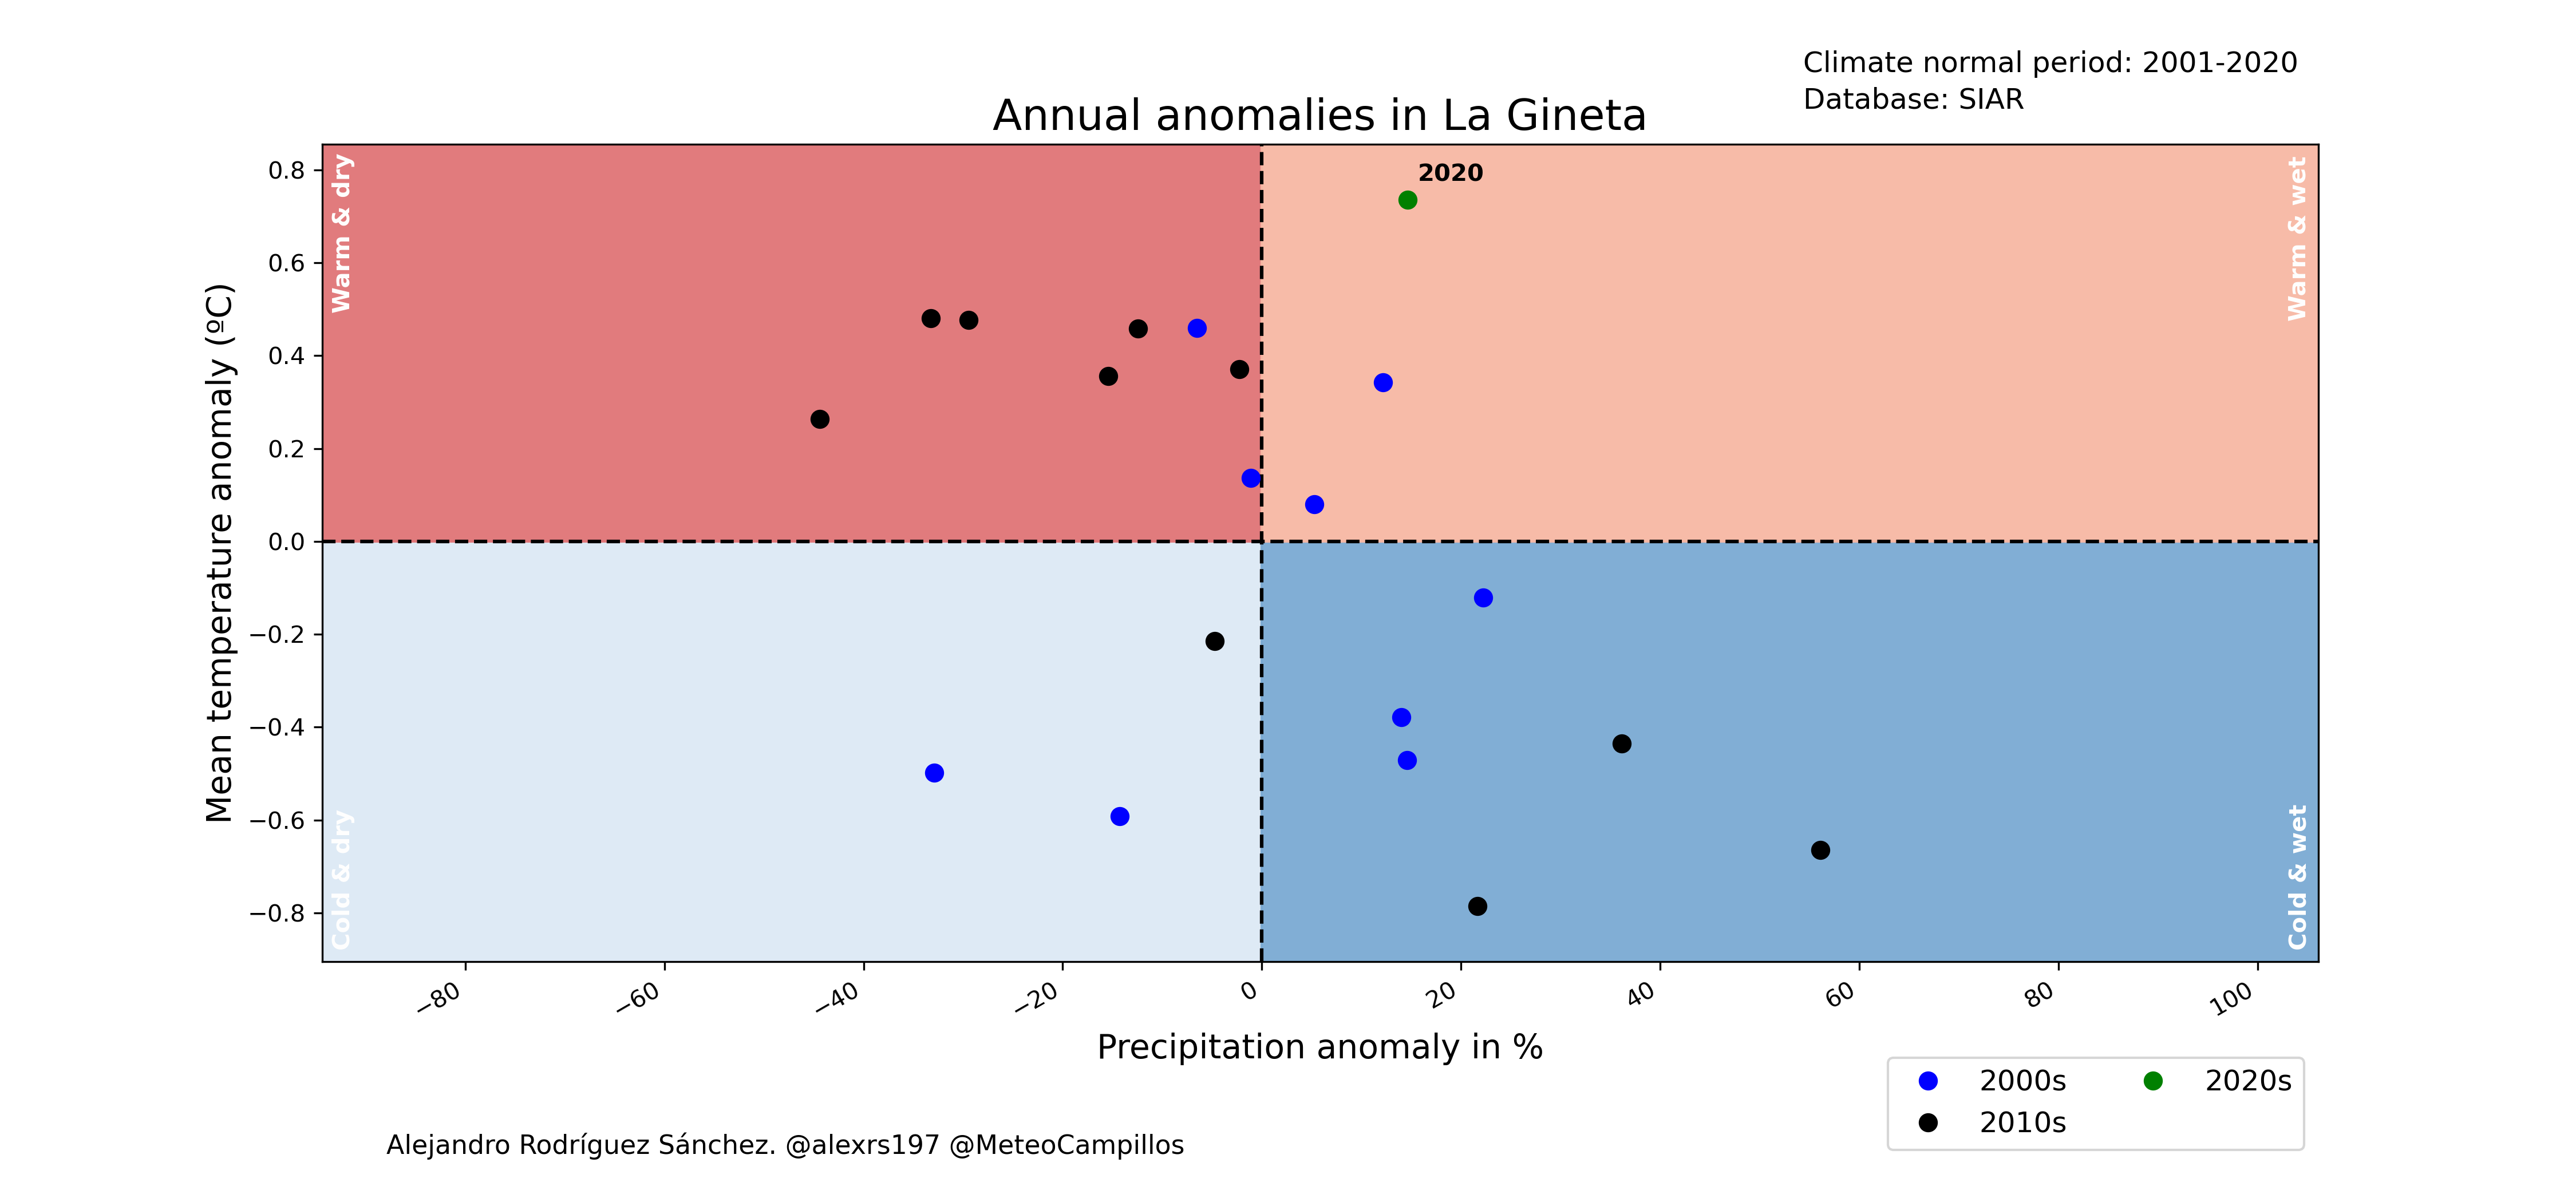 Climate normal period: 2001-2020
Database: SIAR
Annual anomalies in La Gineta
Warm & dry
Warm & wet
2020
0.8
0.6
0.4
0.2
0.0
−0.2
−0.4
−0.6
−0.8
Mean temperature anomaly (ºC)
Cold & dry
Cold & wet
−80
−60
−40
−20
0
20
40
60
80
100
Precipitation anomaly in %
2000s
2010s
2020s
Alejandro Rodríguez Sánchez. @alexrs197 @MeteoCampillos